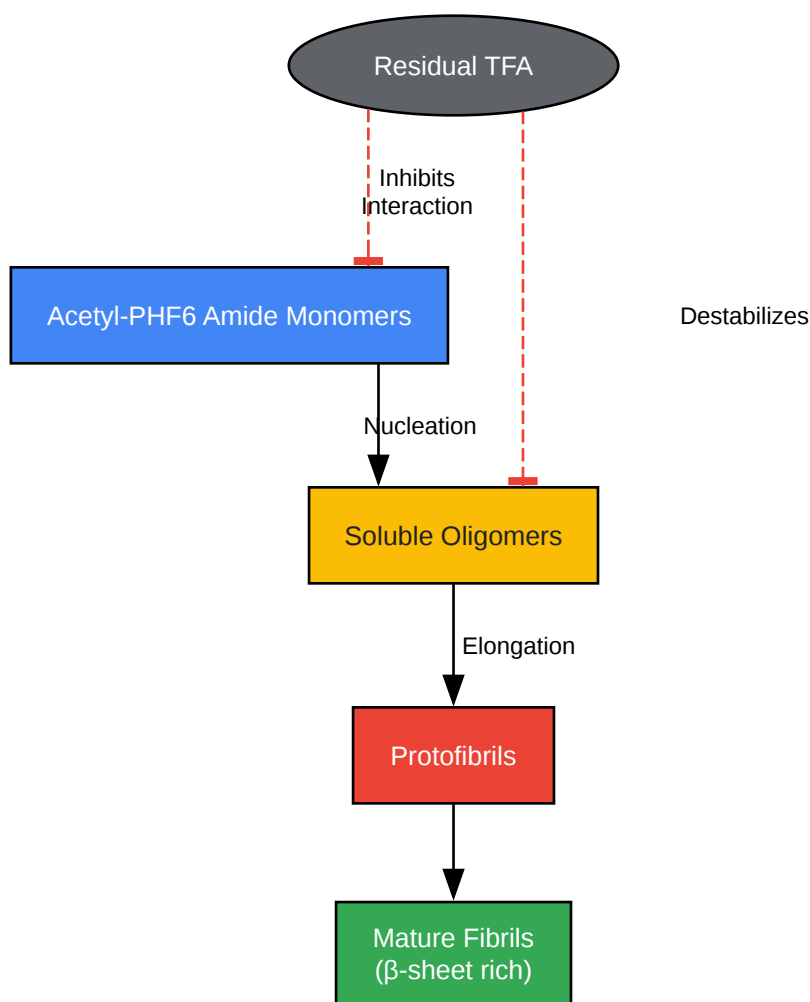 Residual TFA
Inhibits
Interaction
Acetyl-PHF6 Amide Monomers
Destabilizes
Nucleation
Soluble Oligomers
Elongation
Protofibrils
Mature Fibrils
(β-sheet rich)